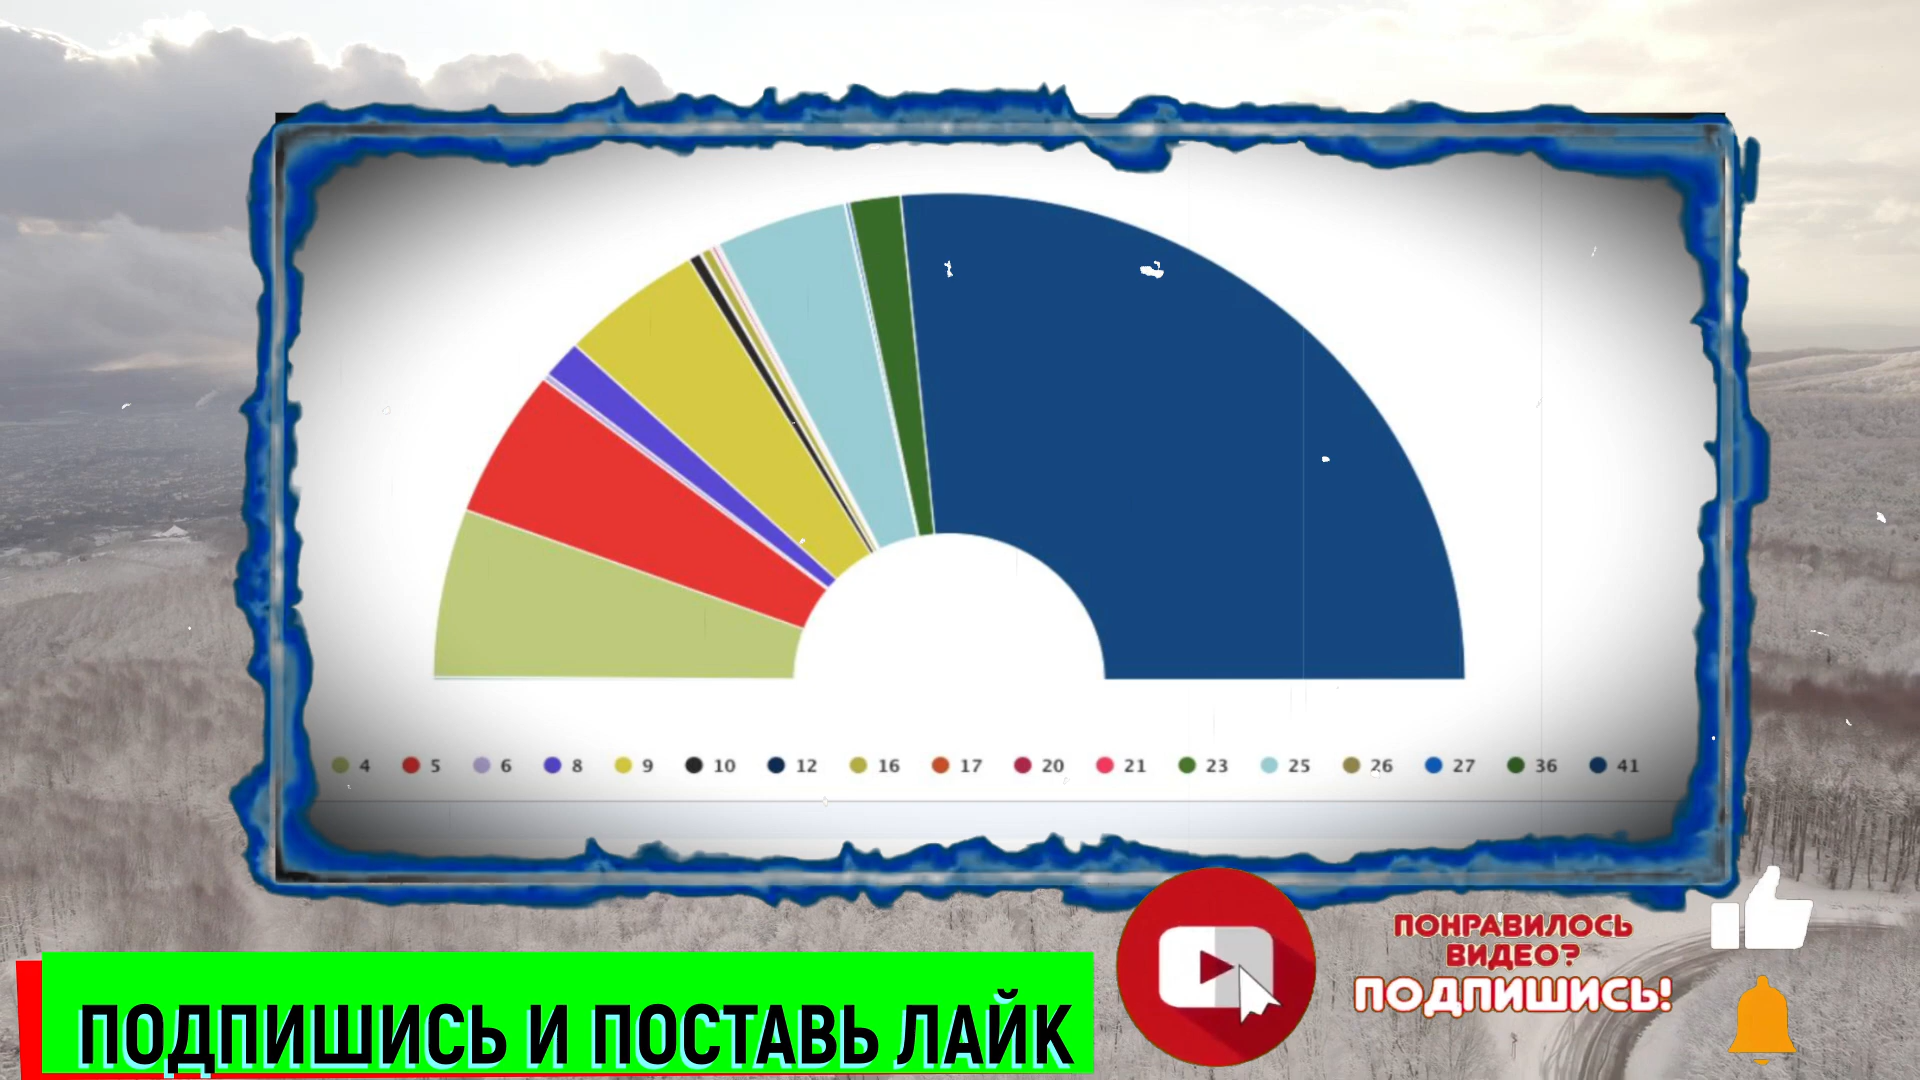 4 5 6 8 9 10 12 16 17 20 21 23 25 26 27 36 41
ПОДПИШИСЬ И ПОСТАВЬ ЛАЙК
ПОНРАВИЛОСЬ
ВИДЕО?
ПОДПИШИСЬ!